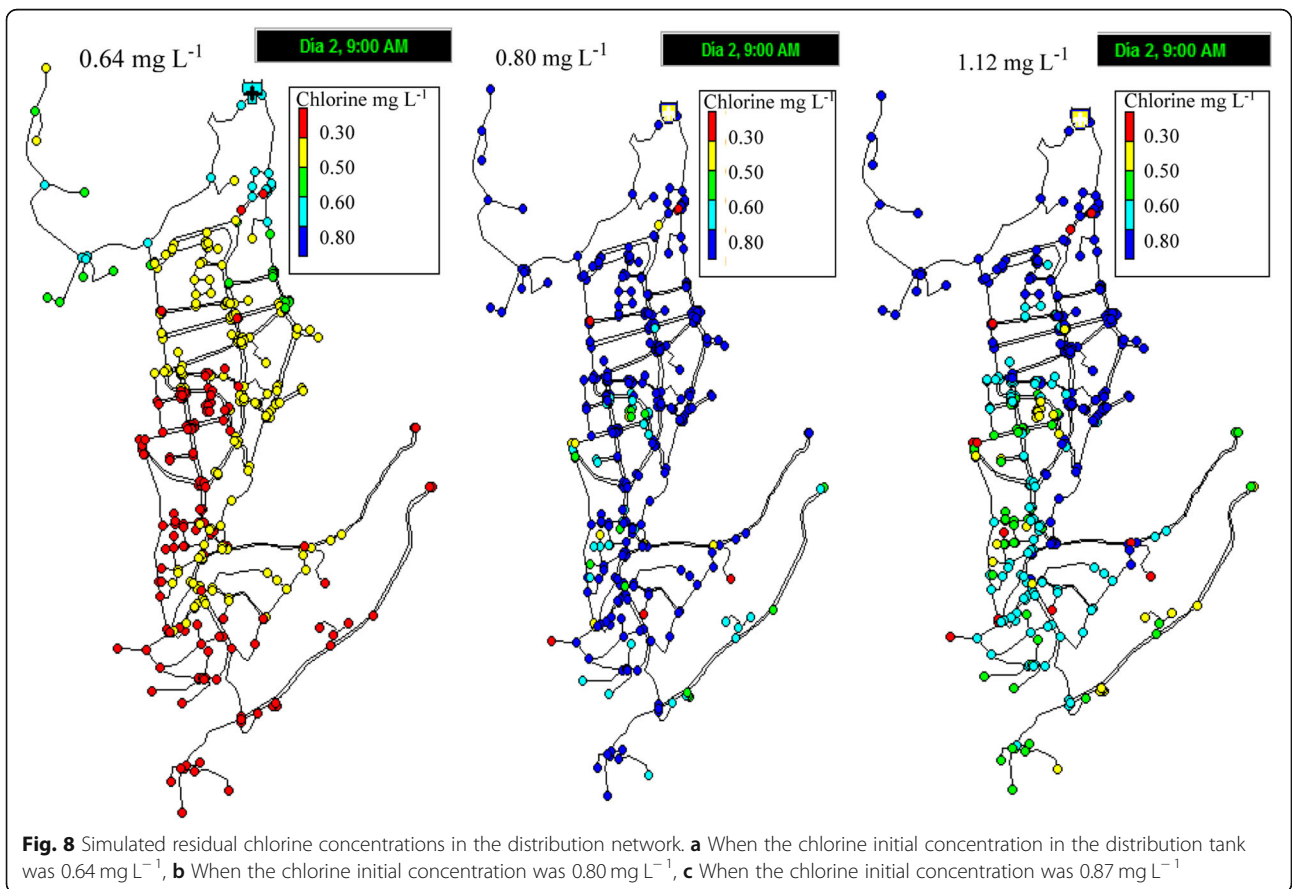 0.64 mg L-1
Día 2, 9:00 AM
Chlorine mg L-1
0.30
0.50
0.60
0.80
0.80 mg L-1
Día 2, 9:00 AM
Chlorine mg L-1
0.30
0.50
0.60
0.80
1.12 mg L-1
Día 2, 9:00 AM
Chlorine mg L-1
0.30
0.50
0.60
0.80
Fig. 8 Simulated residual chlorine concentrations in the distribution network. a When the chlorine initial concentration in the distribution tank
was 0.64 mg L−1, b When the chlorine initial concentration was 0.80 mg L−1, c When the chlorine initial concentration was 0.87 mg L−1